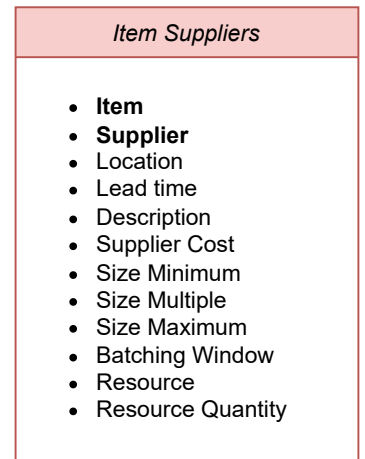 Item Suppliers
• Item
• Supplier
• Location
• Lead time
• Description
• Supplier Cost
• Size Minimum
• Size Multiple
• Size Maximum
• Batching Window
• Resource
• Resource Quantity